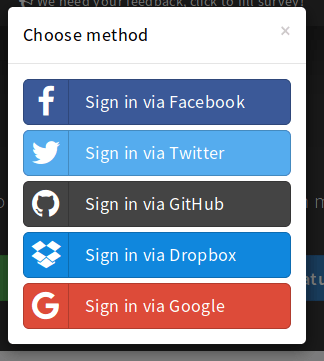 We need your feedback, click to fill survey!
Choose method
×
Sign in via Facebook
Sign in via Twitter
Sign in via GitHub
Sign in via Dropbox
Sign in via Google